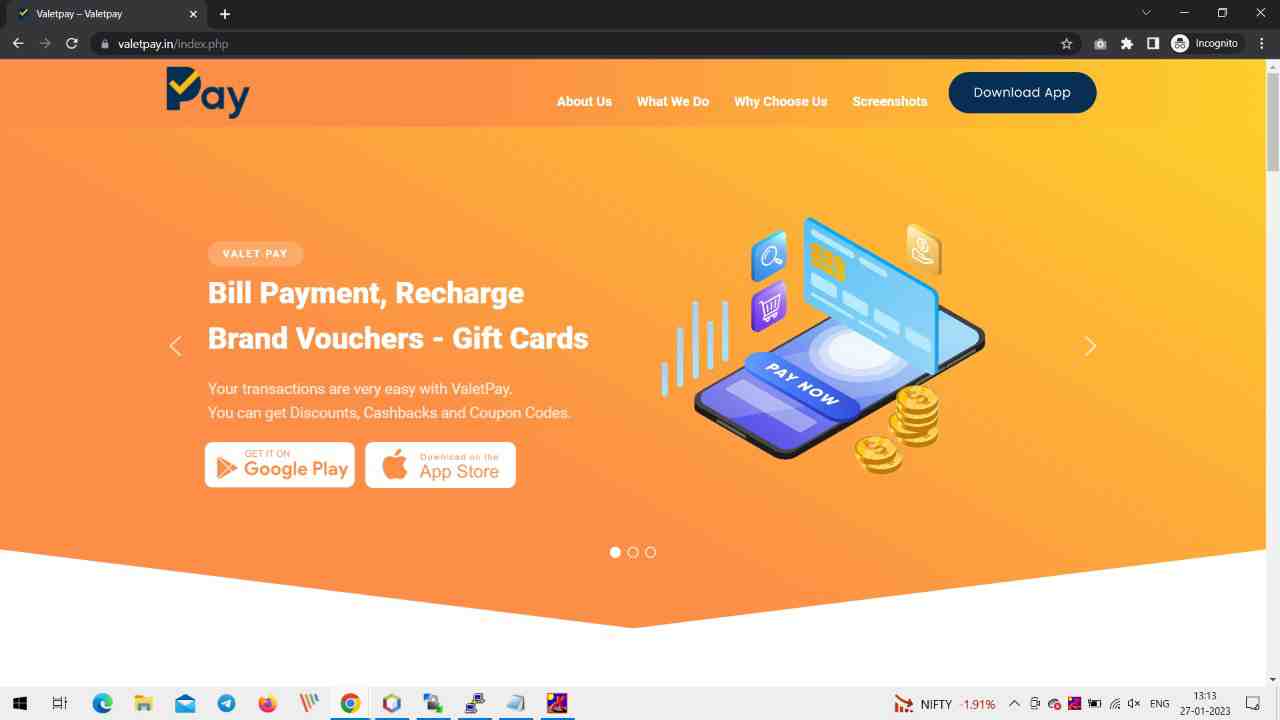 Valetpay – Valetpay
valetpay.in/index.php
Incognito
Pay
About Us
What We Do
Why Choose Us
Screenshots
Download App
VALET PAY
Bill Payment, Recharge
Brand Vouchers - Gift Cards
Your transactions are very easy with ValetPay.
You can get Discounts, Cashbacks and Coupon Codes.
GET IT ON
Google Play
Download on the
App Store
PAY NOW
NIFTY -1.91%
ENG
13:13
27-01-2023